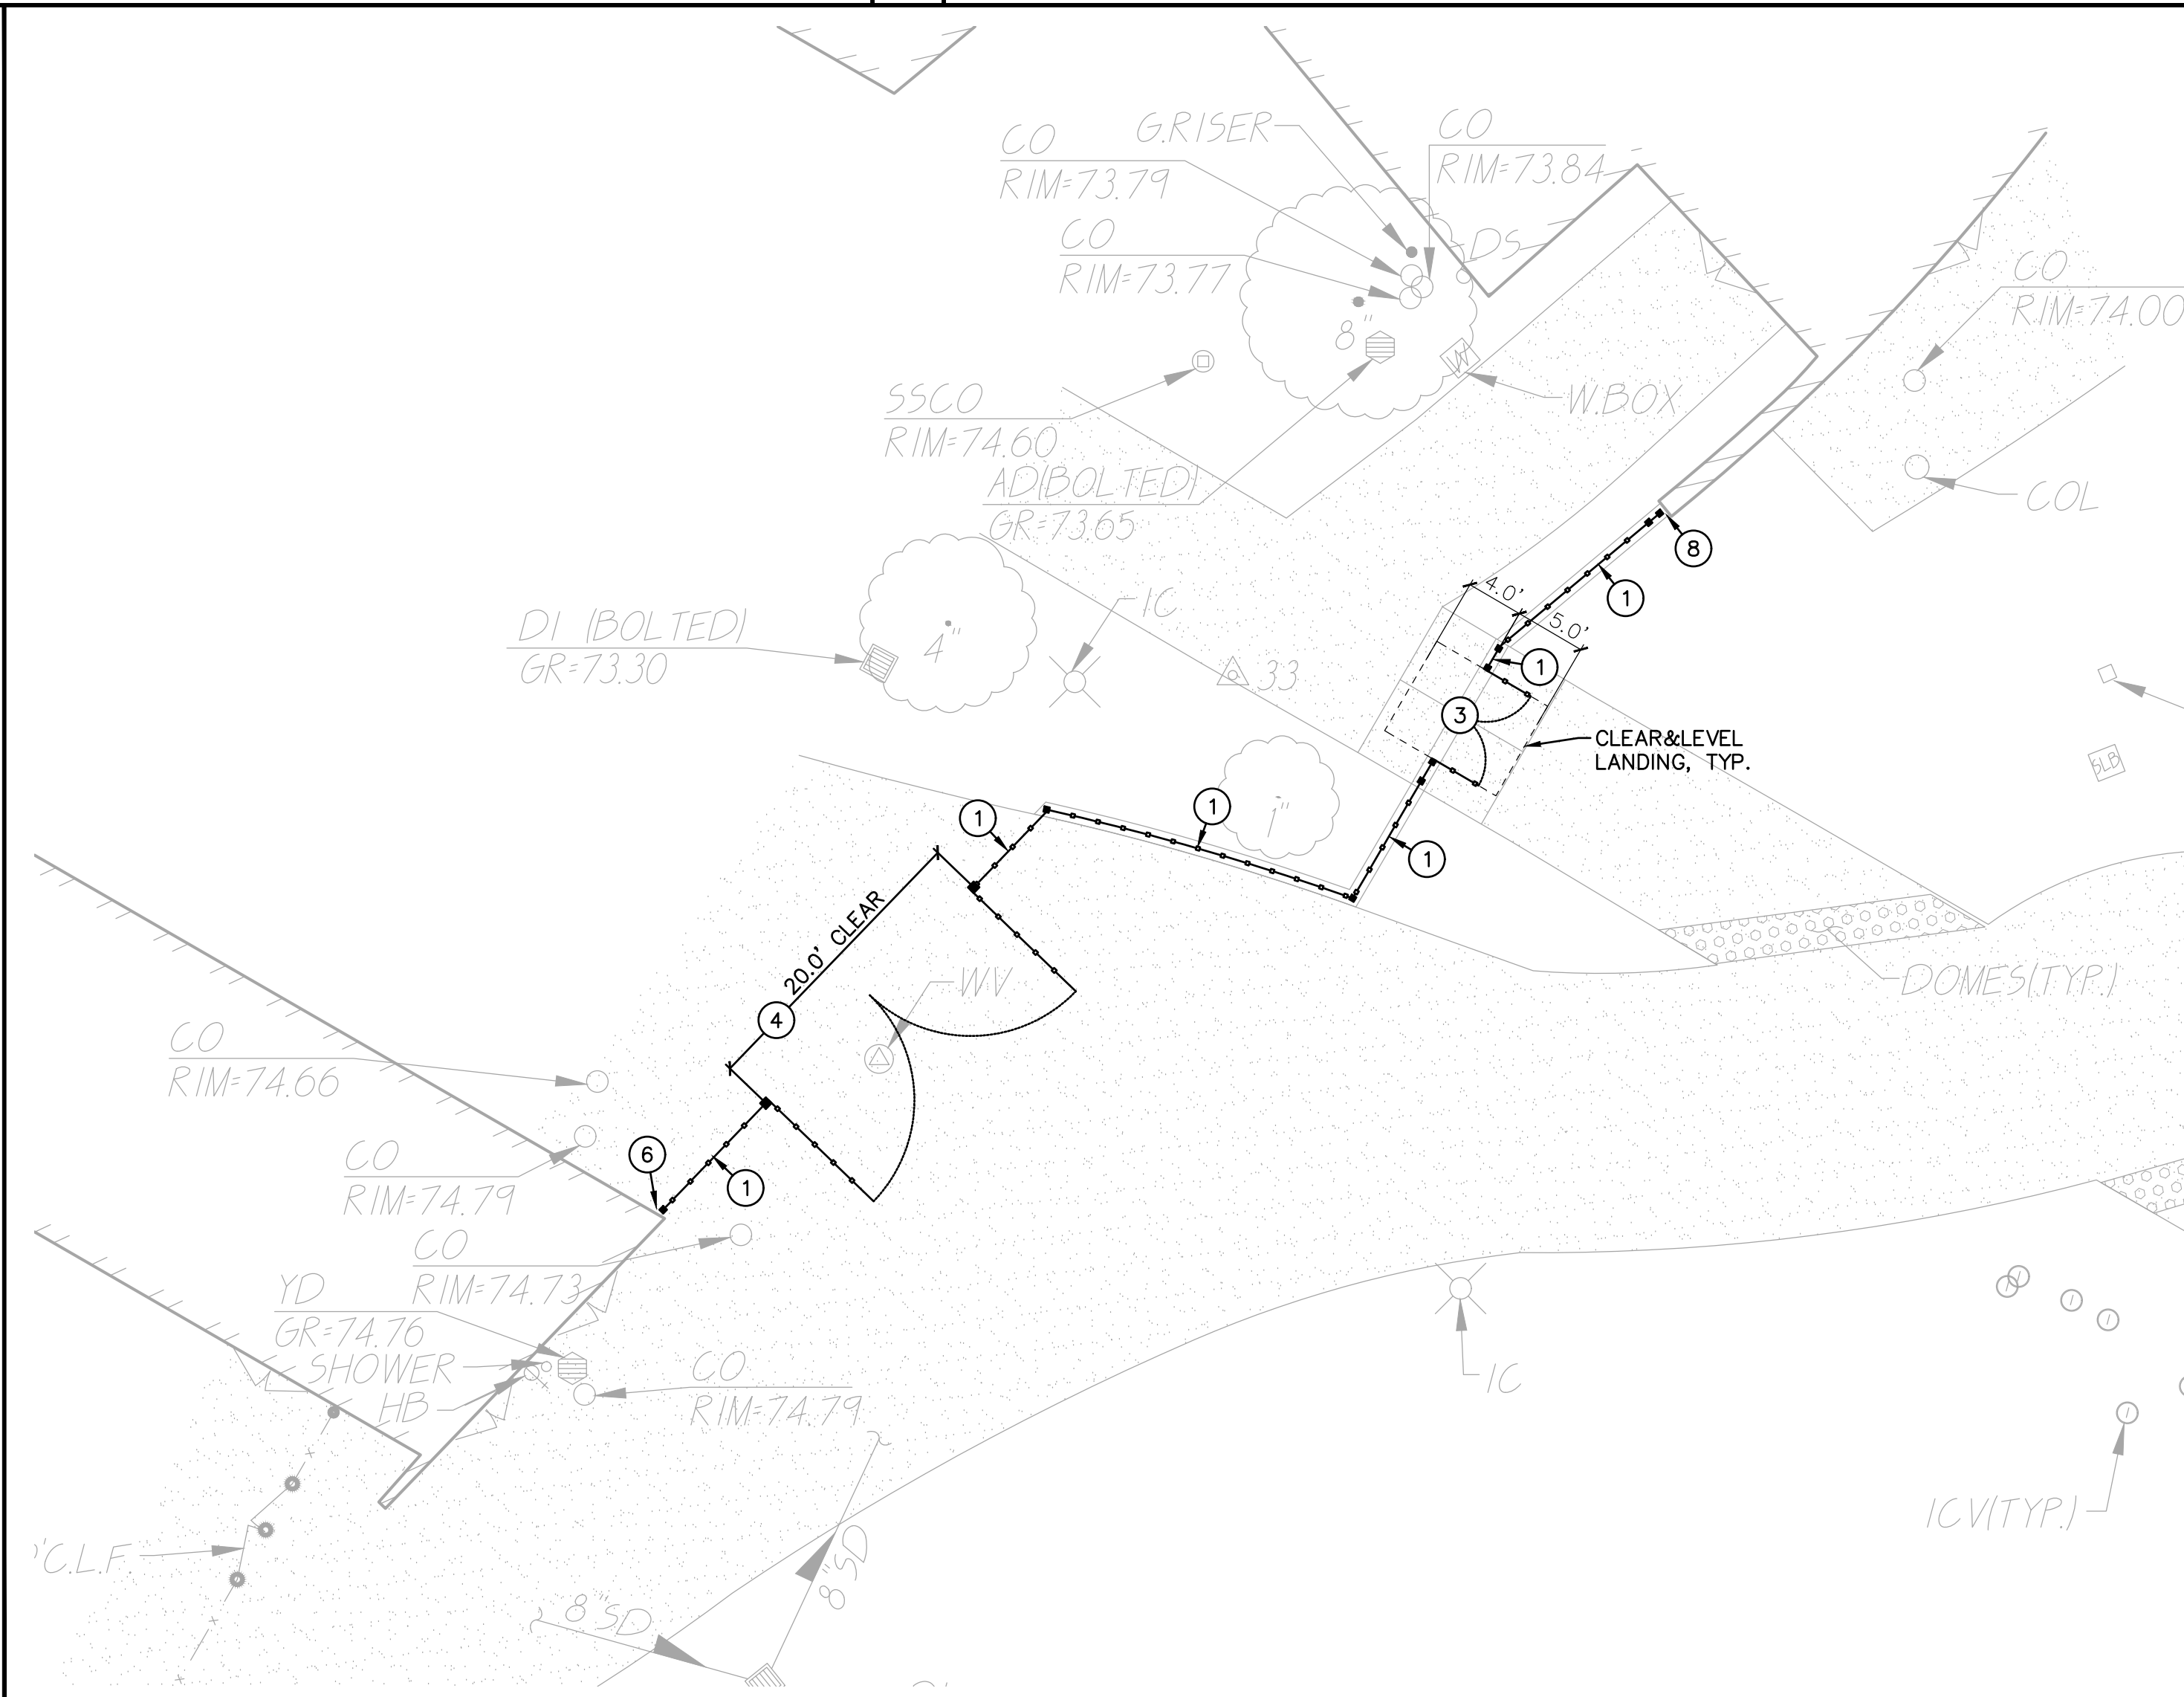 CO
RIM=73.79
G.RISER
CO
RIM=73.84
CO
RIM=73.77
DS
8"
W
W.BOX
CO
RIM=74.00
SSCO
RIM=74.60
AD(BOLTED)
GR=73.65
COL
8
1
4.0'
5.0'
1
3
CLEAR&LEVEL
LANDING, TYP.
DI (BOLTED)
GR=73.30
4"
IC
33
SLB
1
1
1"
1
20.0' CLEAR
4
WV
DOMES(TYP.)
CO
RIM=74.66
6
1
CO
RIM=74.79
CO
RIM=74.73
YD
GR=74.76
SHOWER
HB
CO
RIM=74.79
IC
ICV(TYP.)
'C.L.F.
8"SD
8"SD